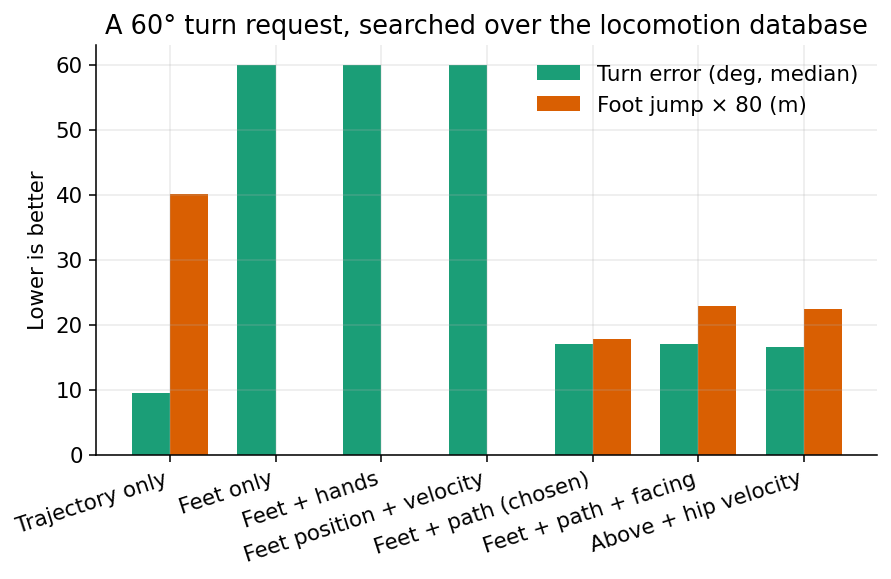 A 60° turn request, searched over the locomotion database
Turn error (deg, median)
Foot jump × 80 (m)
Lower is better
60
50
40
30
20
10
0
Trajectory only
Feet only
Feet + hands
Feet position + velocity
Feet + path (chosen)
Feet + path + facing
Above + hip velocity